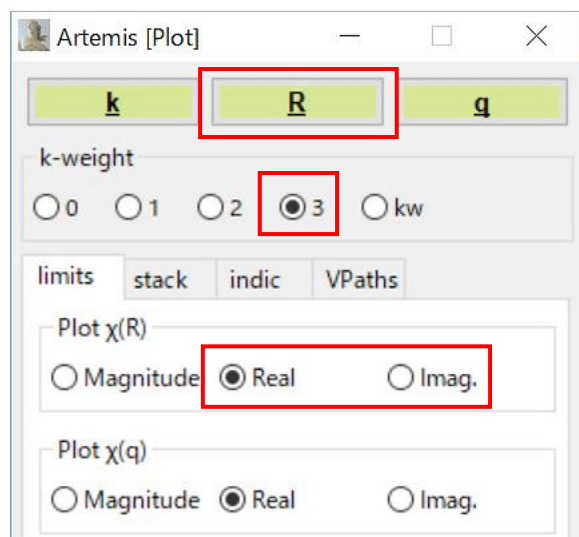 Artemis [Plot]
k R q
k-weight
0 1 2 3 kw
limits stack indic VPaths
Plot χ(R)
Magnitude Real Imag.
Plot χ(q)
Magnitude Real Imag.